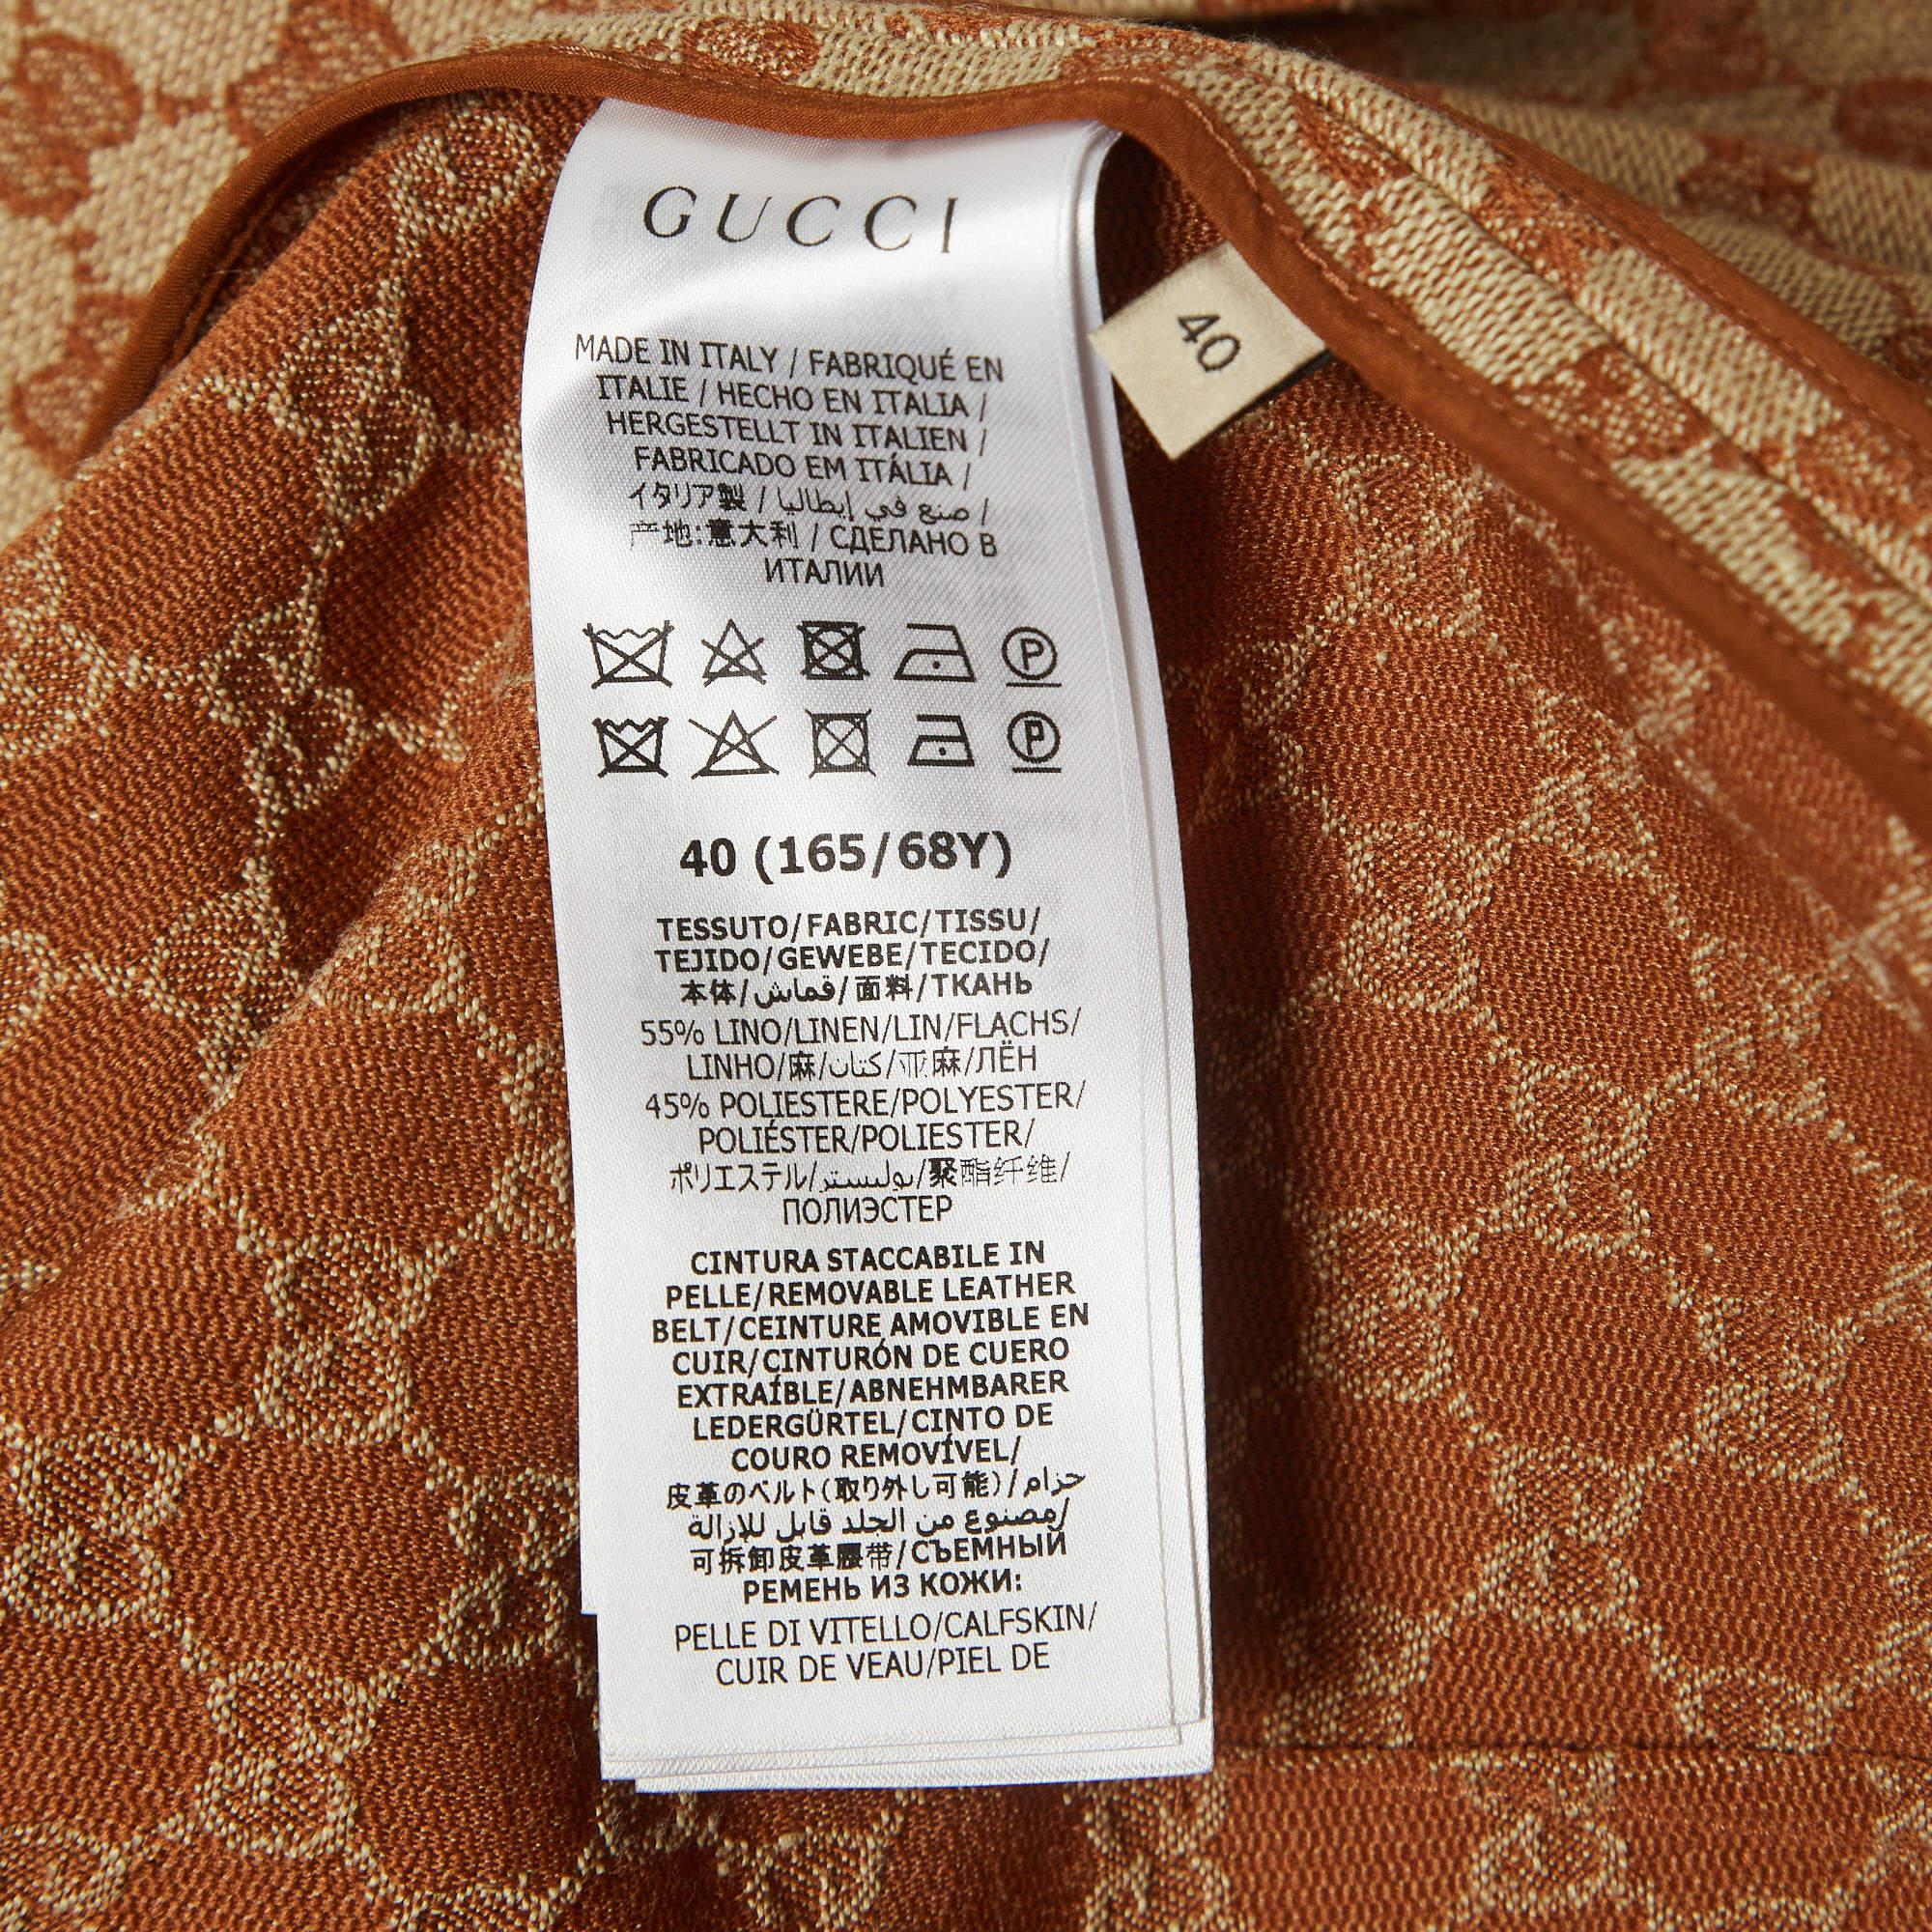 GUCCI
MADE IN ITALY / FABRIQUÉ EN
ITALIE / HECHO EN ITALIA /
HERGESTELLT IN ITALIEN /
FABRICADO EM ITÁLIA /
イタリア製 / صنع في إيطاليا /
产地:意大利 / СДЕЛАНО В
ИТАЛИИ
P
P
40 (165/68Y)
TESSUTO/FABRIC/TISSU/
TEJIDO/GEWEBE/TECIDO/
本体/قماش/面料/ТКАНЬ
55% LINO/LINEN/LIN/FLACHS/
LINHO/麻/كتان/亚麻/ЛЁН
45% POLIESTERE/POLYESTER/
POLIÉSTER/POLIESTER/
ポリエステル/بوليستر/聚酯纤维/
ПОЛИЭСТЕР
CINTURA STACCABILE IN
PELLE/REMOVABLE LEATHER
BELT/CEINTURE AMOVIBLE EN
CUIR/CINTURÓN DE CUERO
EXTRAÍBLE/ABNEHMBARER
LEDERGÜRTEL/CINTO DE
COURO REMOVÍVEL/
皮革のベルト(取り外し可能)/حزام
مصنوع من الجلد قابل للإزالة/
可拆卸皮革腰带/СЪЕМНЫЙ
РЕМЕНЬ ИЗ КОЖИ:
PELLE DI VITELLO/CALFSKIN/
CUIR DE VEAU/PIEL DE
40